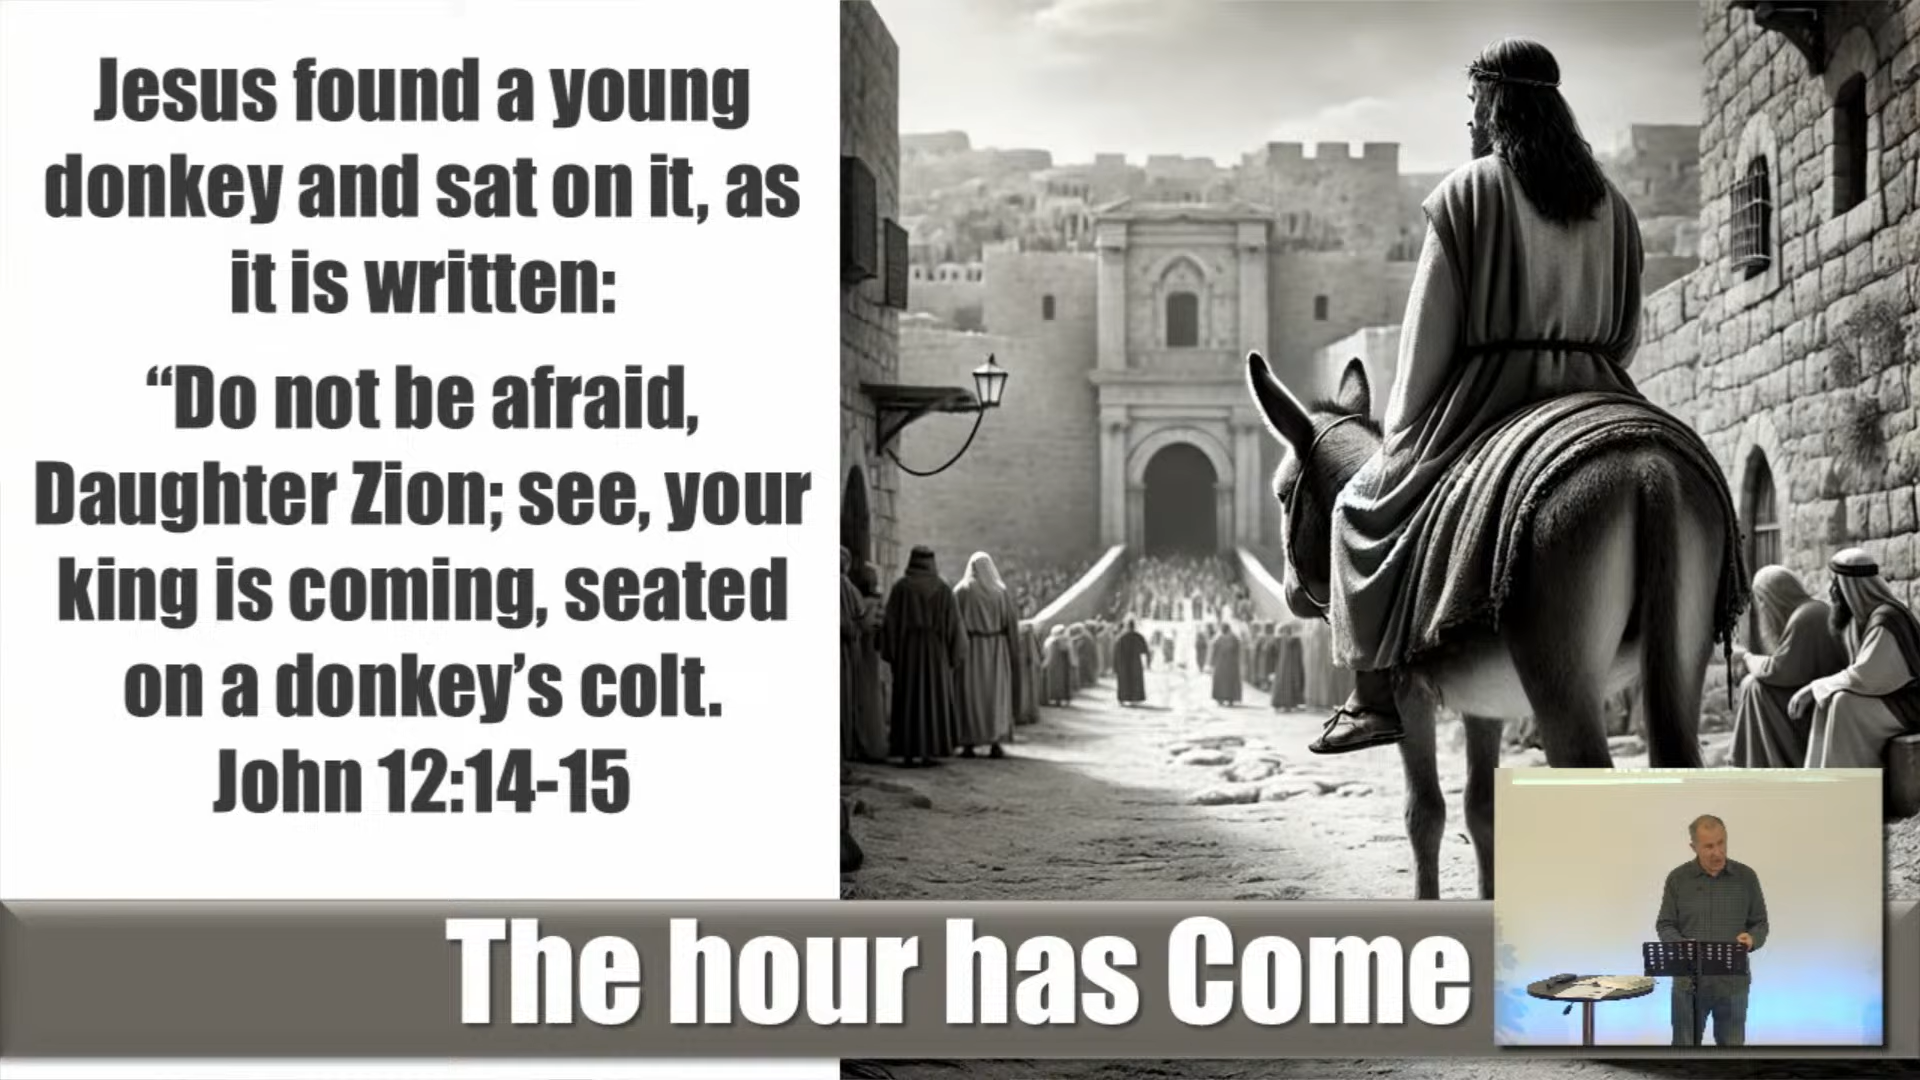 Jesus found a young
donkey and sat on it, as
it is written:
“Do not be afraid,
Daughter Zion; see, your
king is coming, seated
on a donkey’s colt.
John 12:14-15
The hour has Come